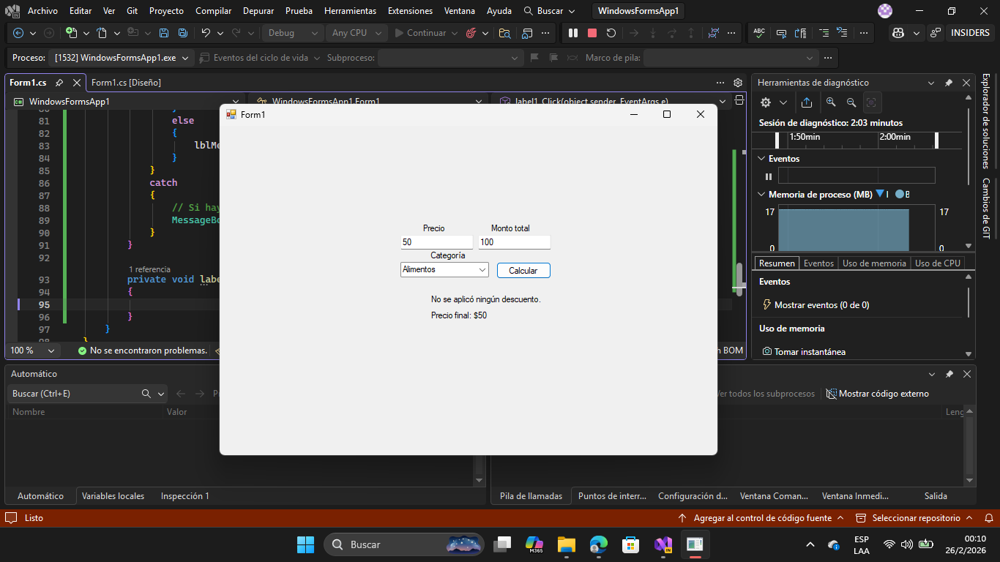 Archivo Editar Ver Git Proyecto Compilar Depurar Prueba Herramientas Extensiones Ventana Ayuda Buscar WindowsFormsApp1
Debug Any CPU Continuar INSIDERS
Proceso: [1532] WindowsFormsApp1.exe Eventos del ciclo de vida Subproceso: Marco de pila:
Form1.cs Form1.cs [Diseño]
WindowsFormsApp1 WindowsFormsApp1.Form1 label1_Click(object sender, EventArgs e)
81 else
82 {
83 lblMe
84 }
85 }
86 catch
87 {
88 // Si hay
89 MessageBo
90 }
91 }
92
1 referencia
93 private void labe
94 {
95
96 }
97 }
98 }
100 % No se encontraron problemas. BOM
Form1
Precio Monto total
50 100
Categoría
Alimentos Calcular
No se aplicó ningún descuento.
Precio final: $50
Herramientas de diagnóstico
Sesión de diagnóstico: 2:03 minutos
1:50min 2:00min
Eventos
Memoria de proceso (MB) I B
17 17
0 0
Resumen Eventos Uso de memoria Uso de CPU
Eventos
Mostrar eventos (0 de 0)
Uso de memoria
Tomar instantánea
Explorador de soluciones
Cambios de GIT
Automático
Buscar (Ctrl+E)
Nombre Valor
Ver todos los subprocesos Mostrar código externo
Leng
Automático Variables locales Inspección 1
Pila de llamadas Puntos de interr... Configuración d... Ventana Coman... Ventana Inmedi... Salida
Listo Agregar al control de código fuente Seleccionar repositorio
Buscar
M365
IN
ESP
LAA
00:10
26/2/2026